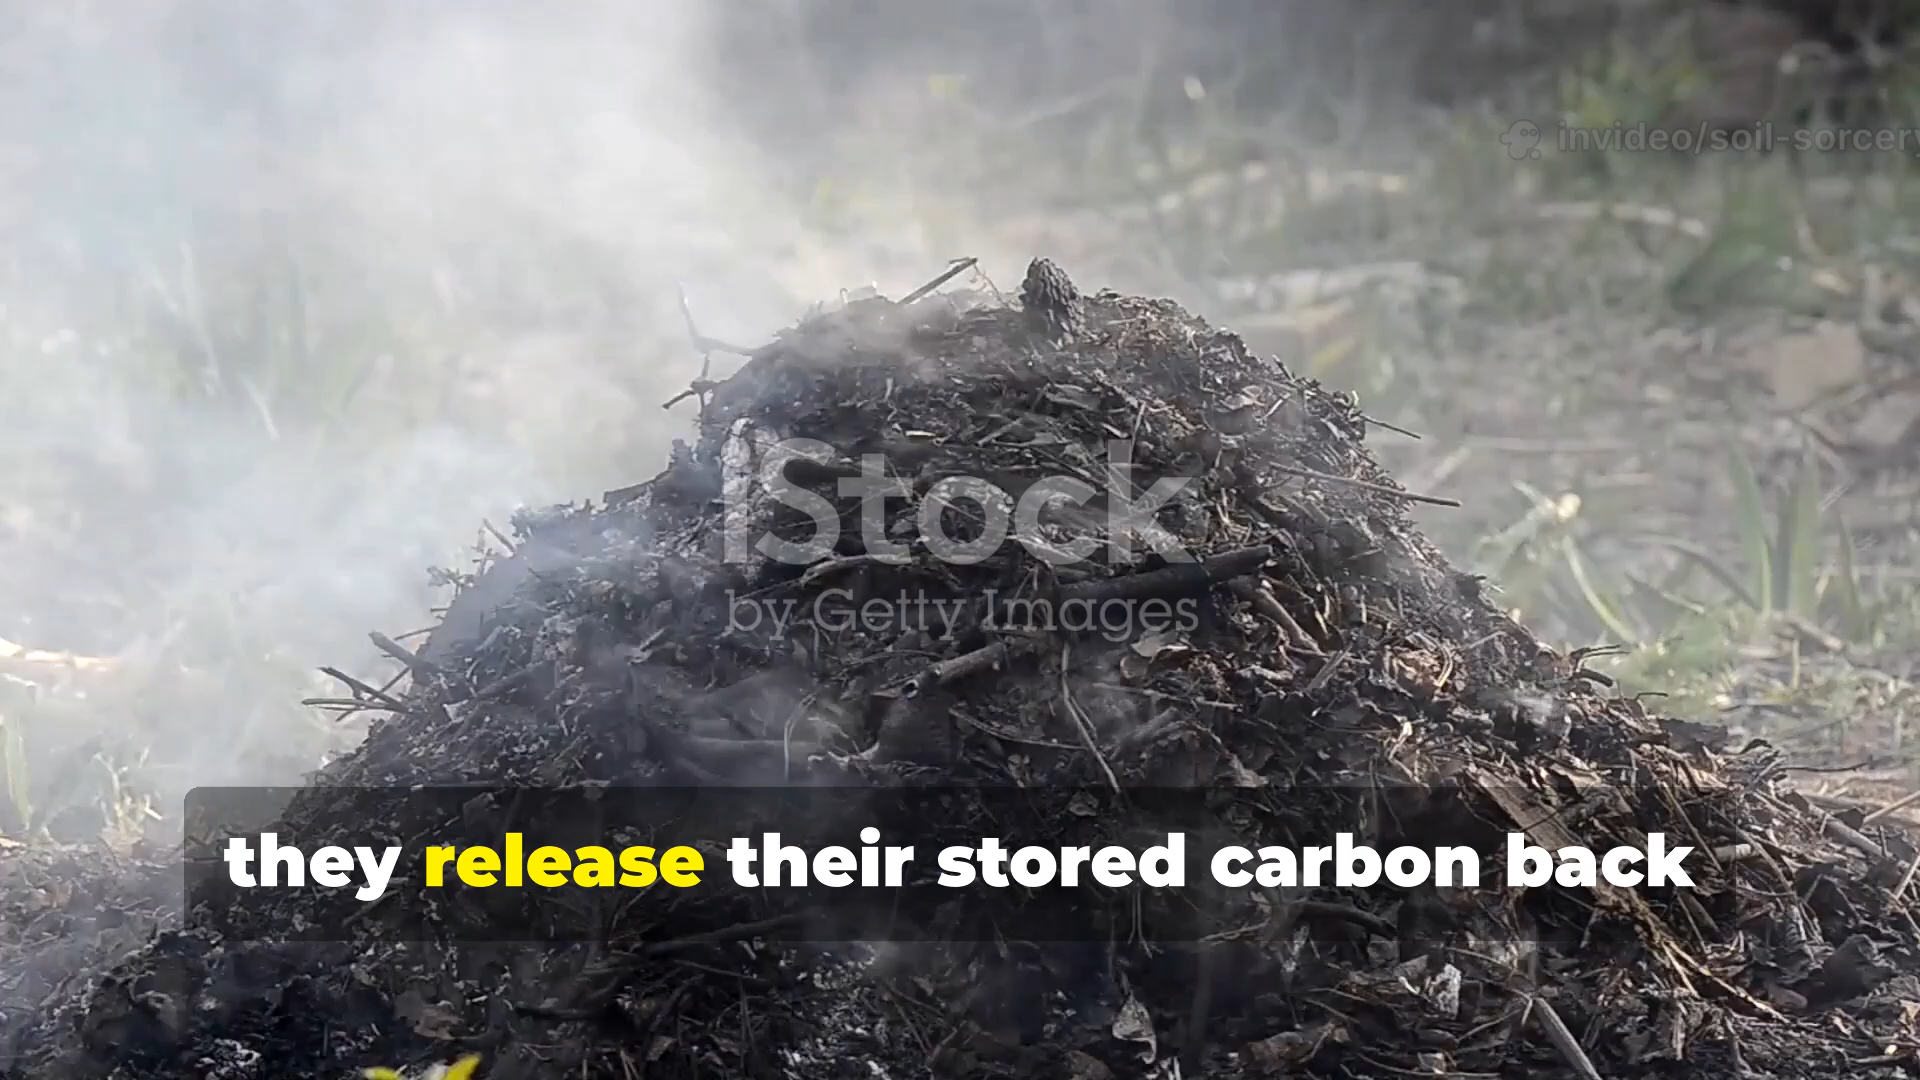 invideo/soil-sorcery
iStock
by Getty Images
they release their stored carbon back